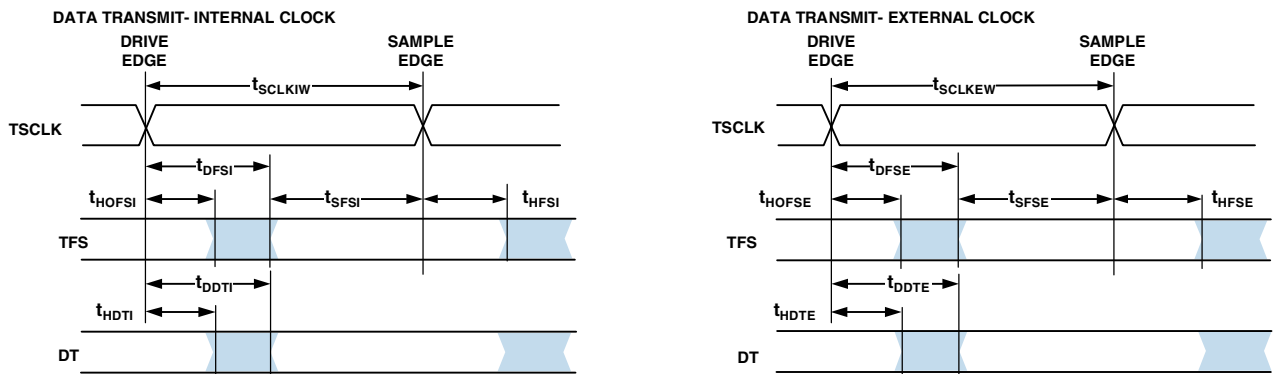 DATA TRANSMIT- INTERNAL CLOCK
DRIVE
EDGE
SAMPLE
EDGE
tSCLKIW
TSCLK
tDFSI
tHOFSI
tSFSI
tHFSI
TFS
tDDTI
tHDTI
DT
DATA TRANSMIT- EXTERNAL CLOCK
DRIVE
EDGE
SAMPLE
EDGE
tSCLKEW
TSCLK
tDFSE
tHOFSE
tSFSE
tHFSE
TFS
tDDTE
tHDTE
DT